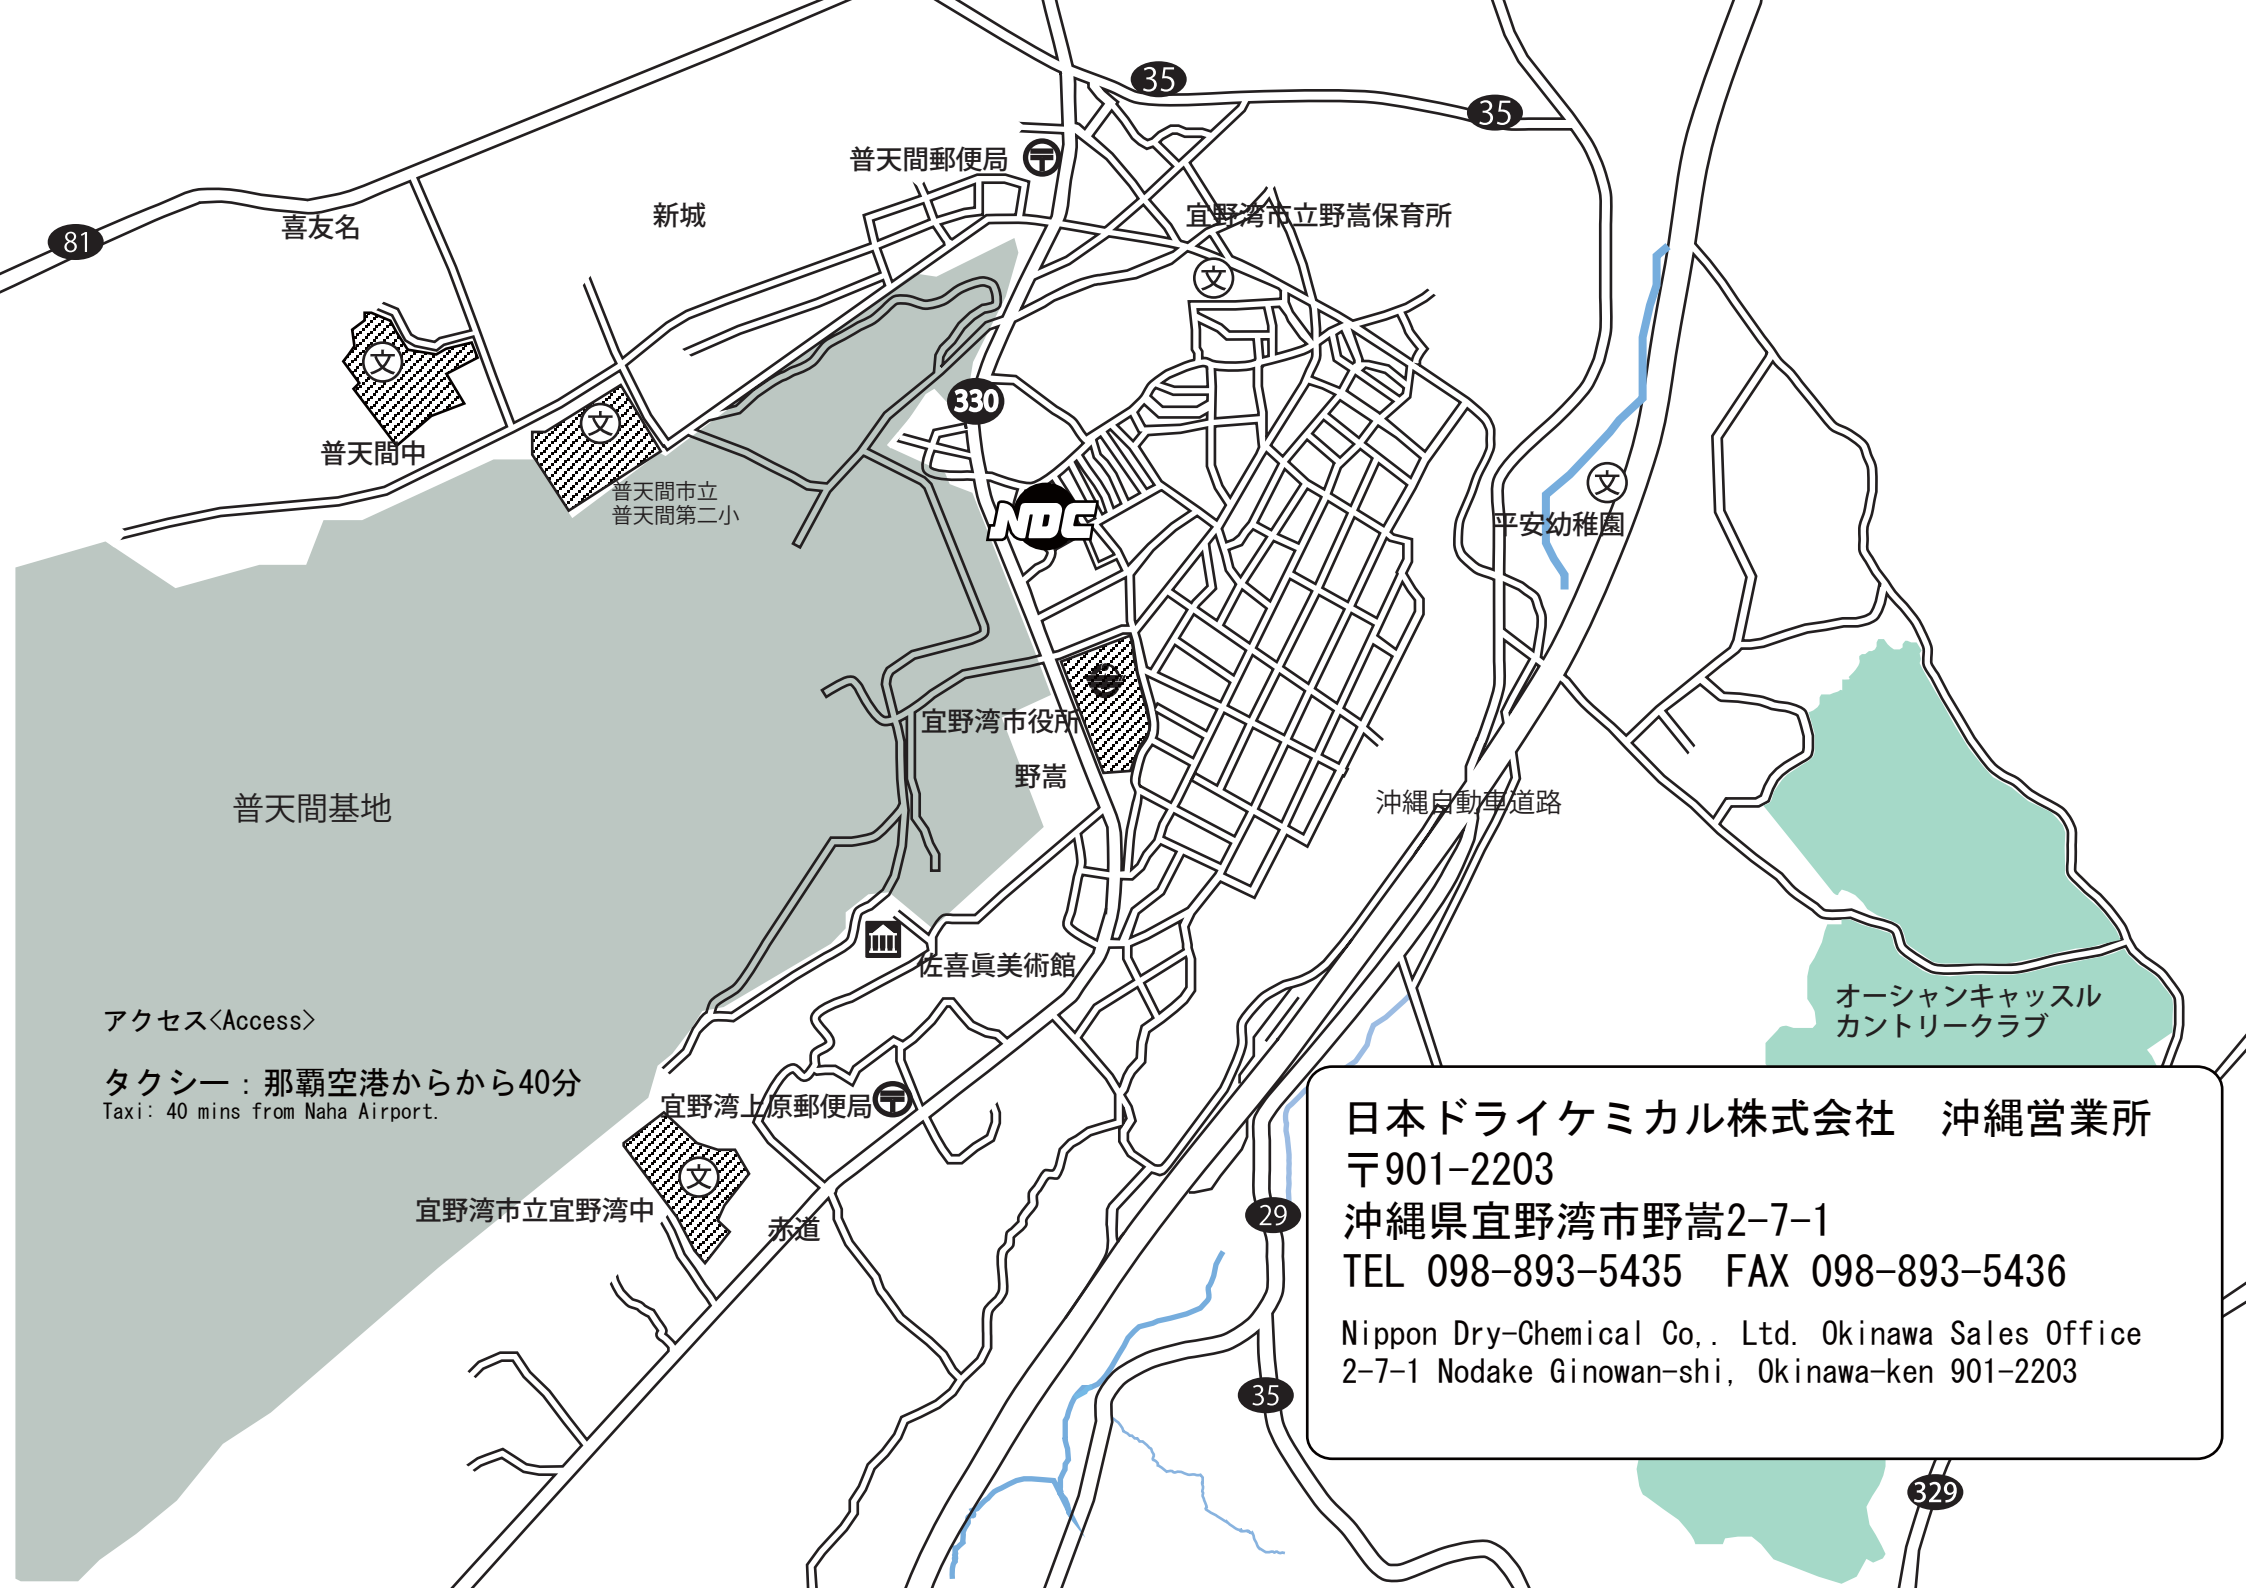 35
35
普天間郵便局
新城
宜野湾市立野嵩保育所
喜友名
81
文
文
330
文
普天間中
普天間市立
普天間第二小
文
NDC
平安幼稚園
宜野湾市役所
野嵩
普天間基地
沖縄自動車道路
佐喜眞美術館
オーシャンキャッスル
カントリークラブ
アクセス<Access>
タクシー：那覇空港からから40分
Taxi: 40 mins from Naha Airport.
宜野湾上原郵便局
文
宜野湾市立宜野湾中
赤道
29
35
日本ドライケミカル株式会社　沖縄営業所
〒901-2203
沖縄県宜野湾市野嵩2-7-1
TEL 098-893-5435　FAX 098-893-5436
Nippon Dry-Chemical Co,. Ltd. Okinawa Sales Office
2-7-1 Nodake Ginowan-shi, Okinawa-ken 901-2203
329